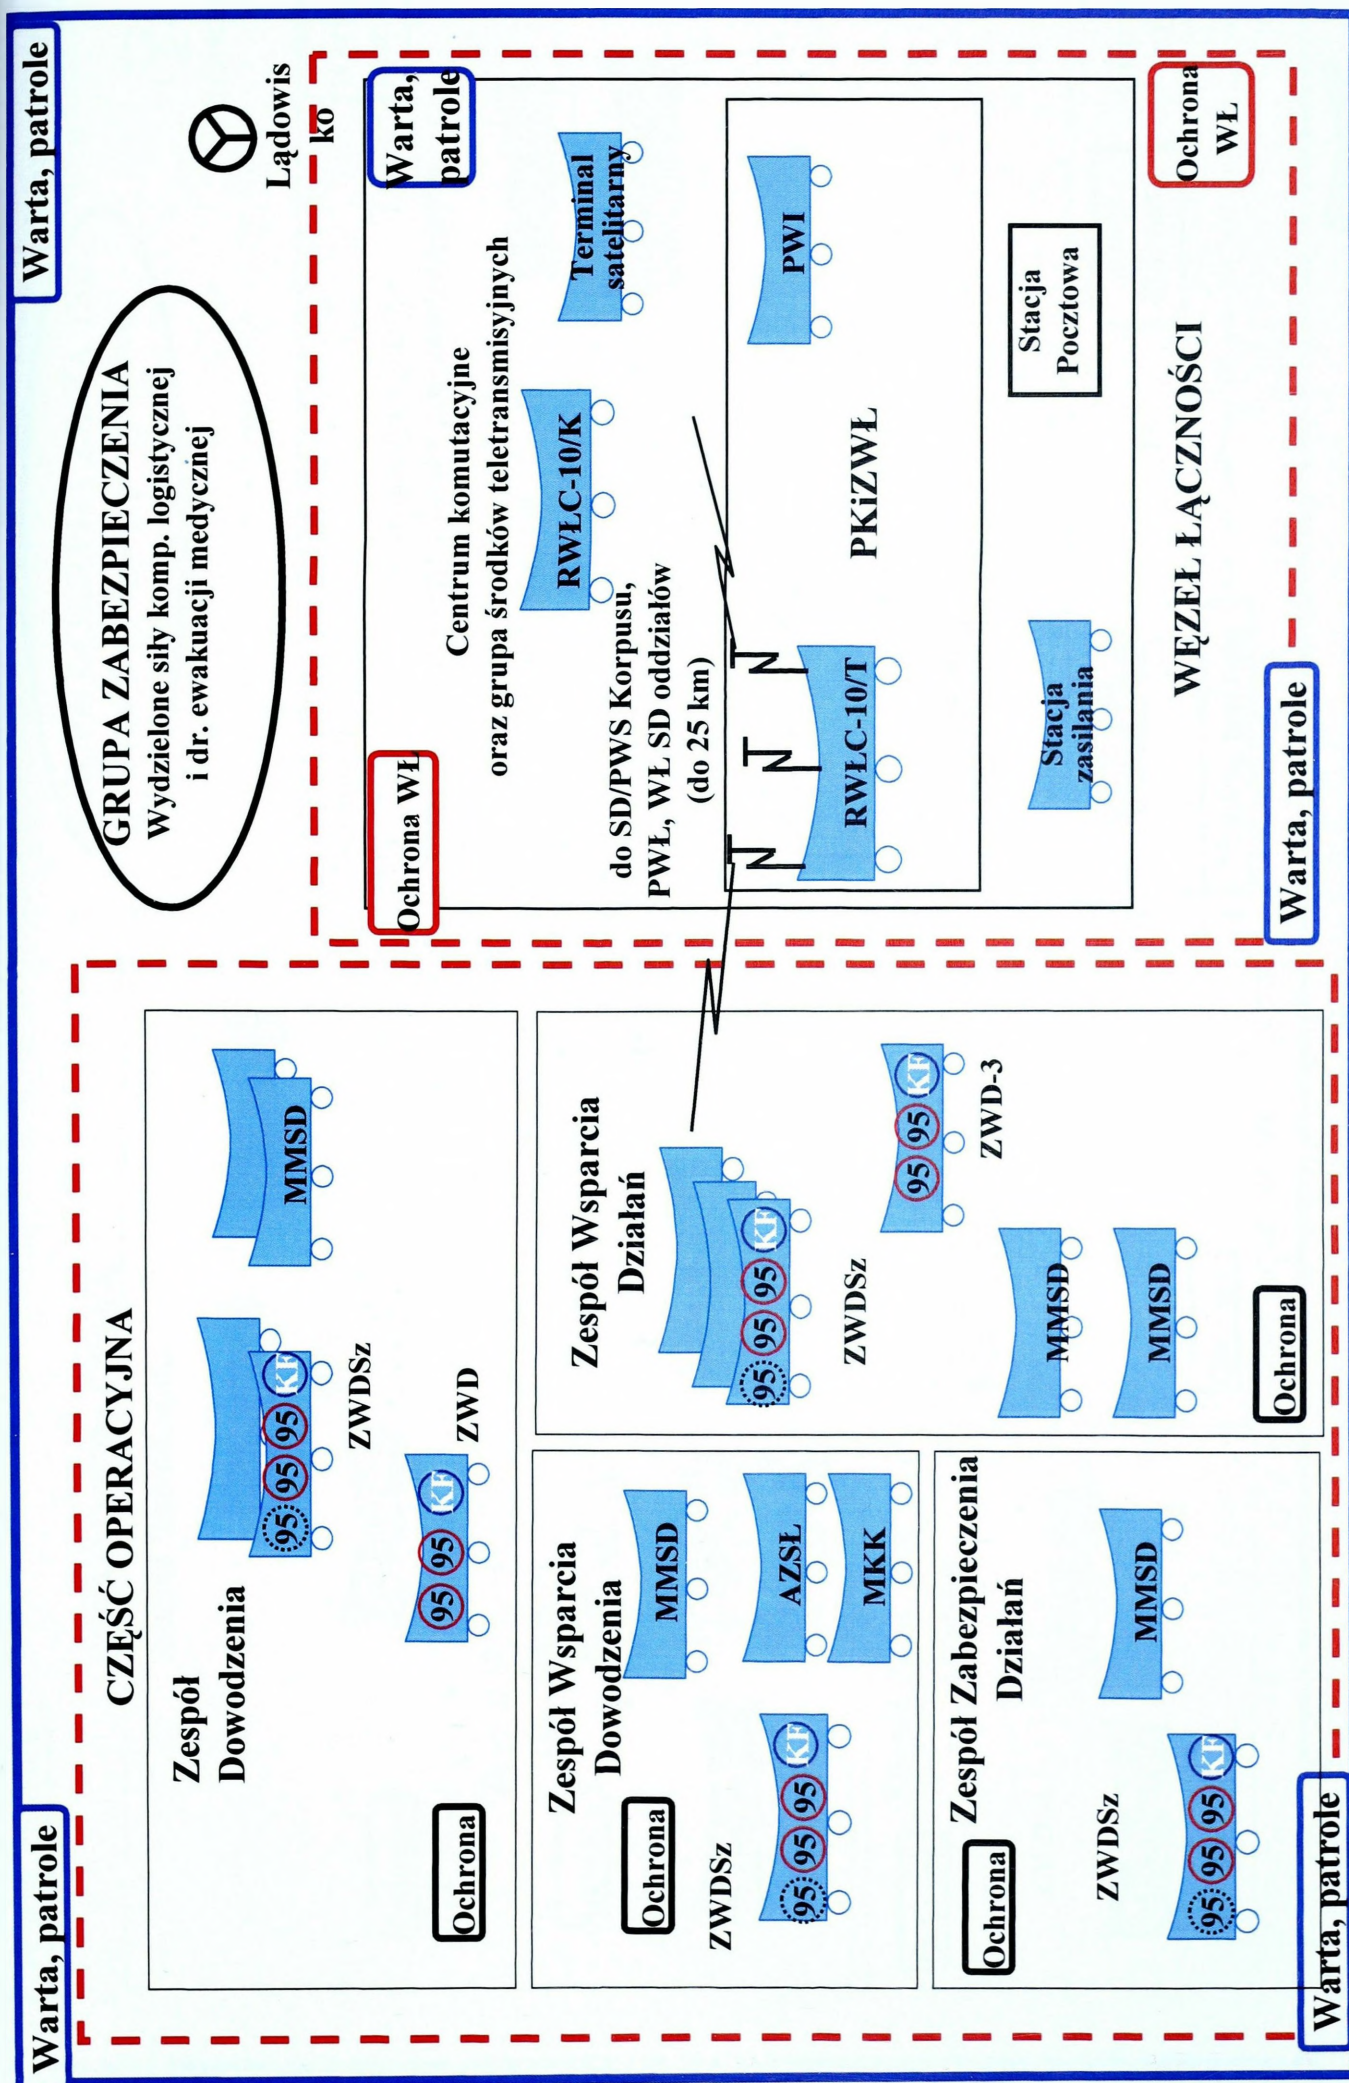 Warta, patrole
Warta, patrole
CZĘŚĆ OPERACYJNA
Zespół
Dowodzenia
MMSD
95 95 95 KF
ZWDSz
95 95 KF
ZWD
Ochrona
Zespół Wsparcia
Dowodzenia
MMSD
Ochrona
ZWDSz
95 95 95 KF
AZSŁ
MKK
Zespół Wsparcia
Działań
95 95 95 KF
ZWDSz
95 95 KF
ZWD-3
MMSD
MMSD
Ochrona
Zespół Zabezpieczenia
Działań
Ochrona
MMSD
ZWDSz
95 95 95 KF
Warta, patrole
GRUPA ZABEZPIECZENIA
Wydzielone siły komp. logistycznej
i dr. ewakuacji medycznej
Lądowis
ko
Ochrona WŁ
Warta,
patrole
Centrum komutacyjne
oraz grupa środków teletransmisyjnych
RWŁC-10/K
Terminal
satelitarny
do SD/PWS Korpusu,
PWŁ, WŁ SD oddziałów
(do 25 km)
RWŁC-10/T
PKiZWŁ
PWI
Stacja
zasilania
Stacja
Pocztowa
WĘZEŁ ŁĄCZNOŚCI
Ochrona
WŁ
Warta, patrole